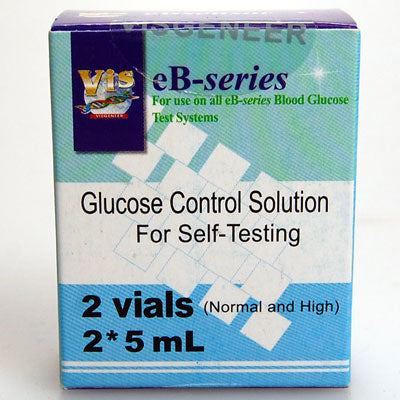 VISGENEER
Vis
VISGENEER
eB-series
For use on all eB-series Blood Glucose
Test Systems
Glucose Control Solution
For Self-Testing
2 vials (Normal and High)
2*5 mL